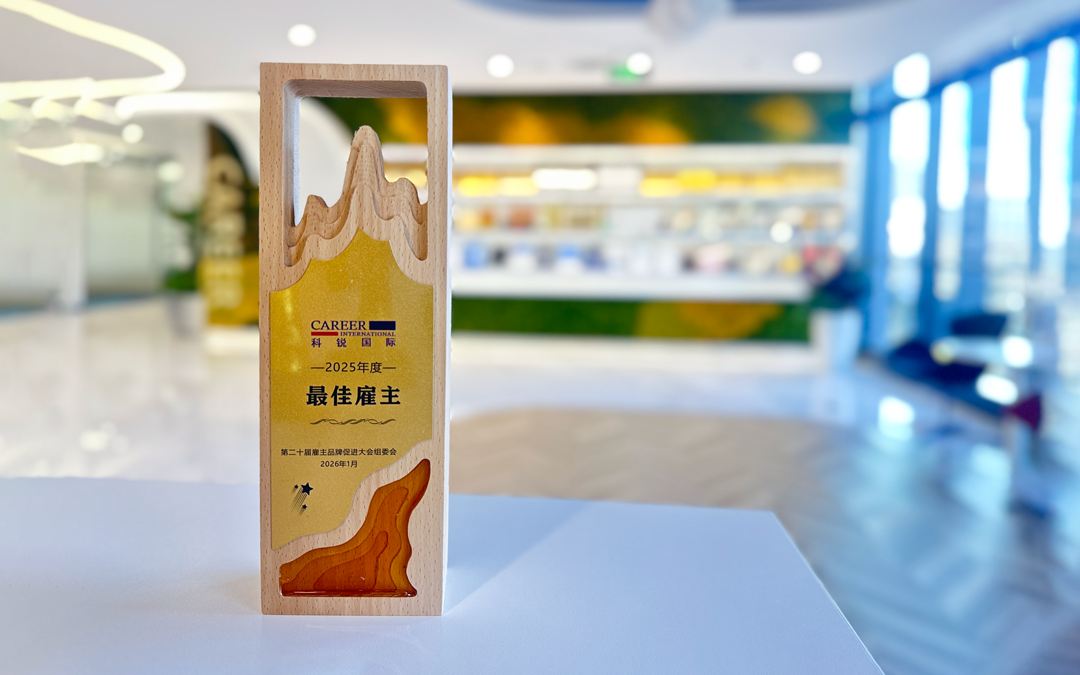 CAREER
INTERNATIONAL
科锐国际
—2025年度—
最佳雇主
第二十届雇主品牌促进大会组委会
2026年1月